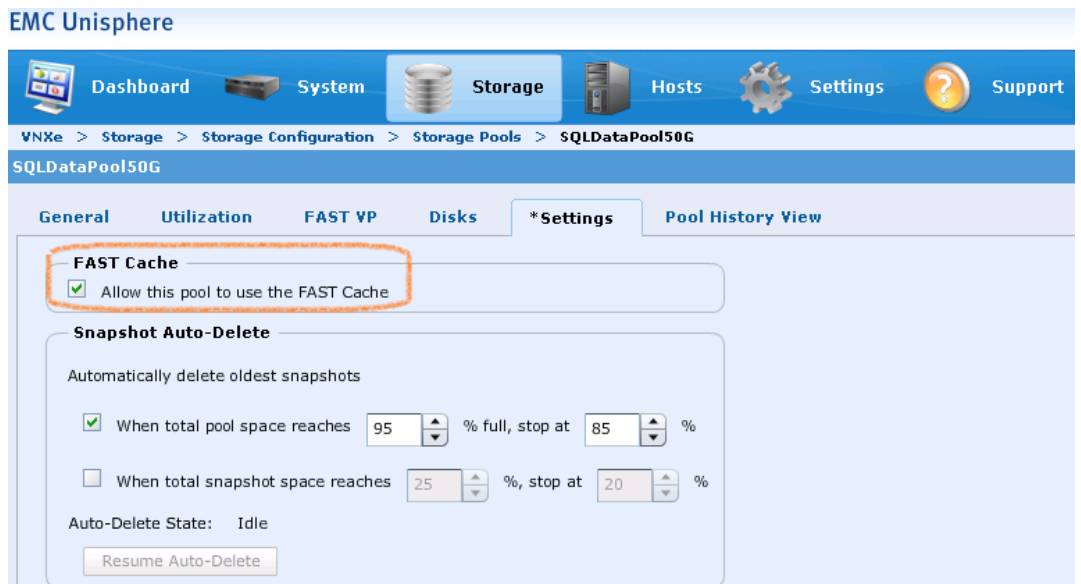 EMC Unisphere
Dashboard System Storage Hosts Settings Support
VNXe > Storage > Storage Configuration > Storage Pools > SQLDataPool50G
SQLDataPool50G
General Utilization FAST VP Disks *Settings Pool History View
FAST Cache
Allow this pool to use the FAST Cache
Snapshot Auto-Delete
Automatically delete oldest snapshots
When total pool space reaches 95 % full, stop at 85 %
When total snapshot space reaches 25 %, stop at 20 %
Auto-Delete State: Idle
Resume Auto-Delete